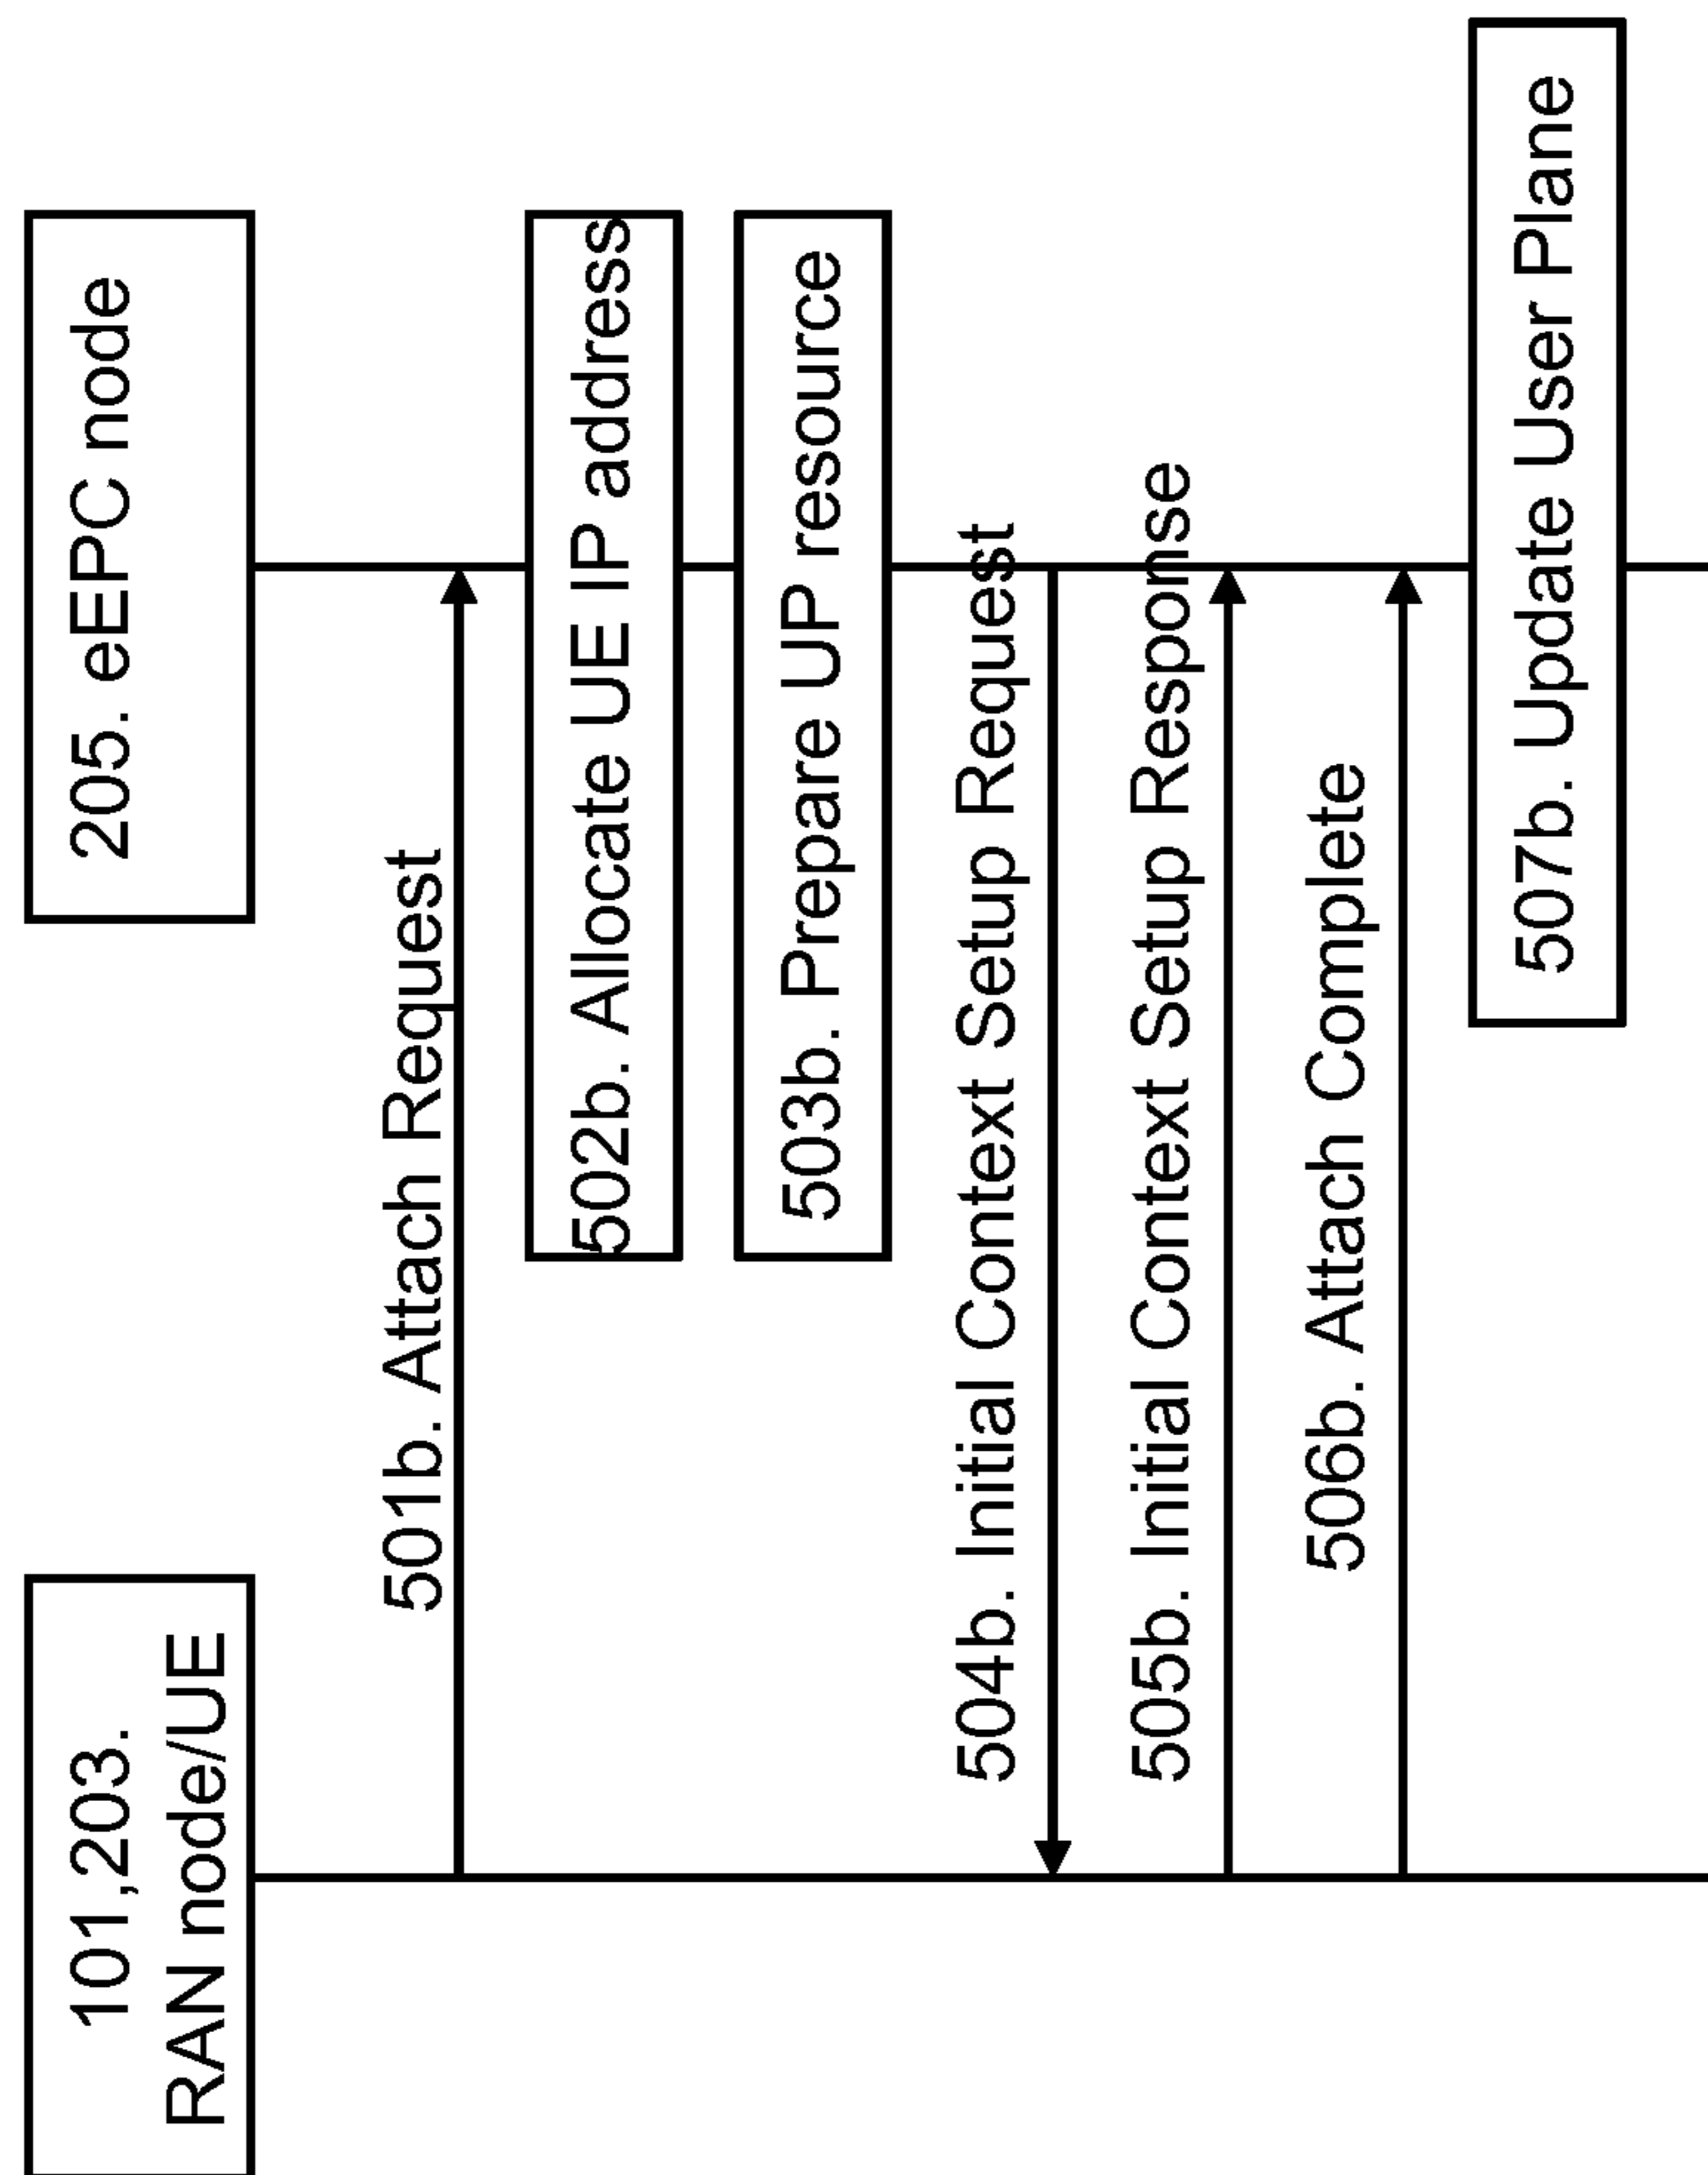 101,203.
RAN node/UE
205. eEPC node
501b. Attach Request
502b. Allocate UE IP address
503b. Prepare UP resource
504b. Initial Context Setup Request
505b. Initial Context Setup Response
506b. Attach Complete
507b. Update User Plane